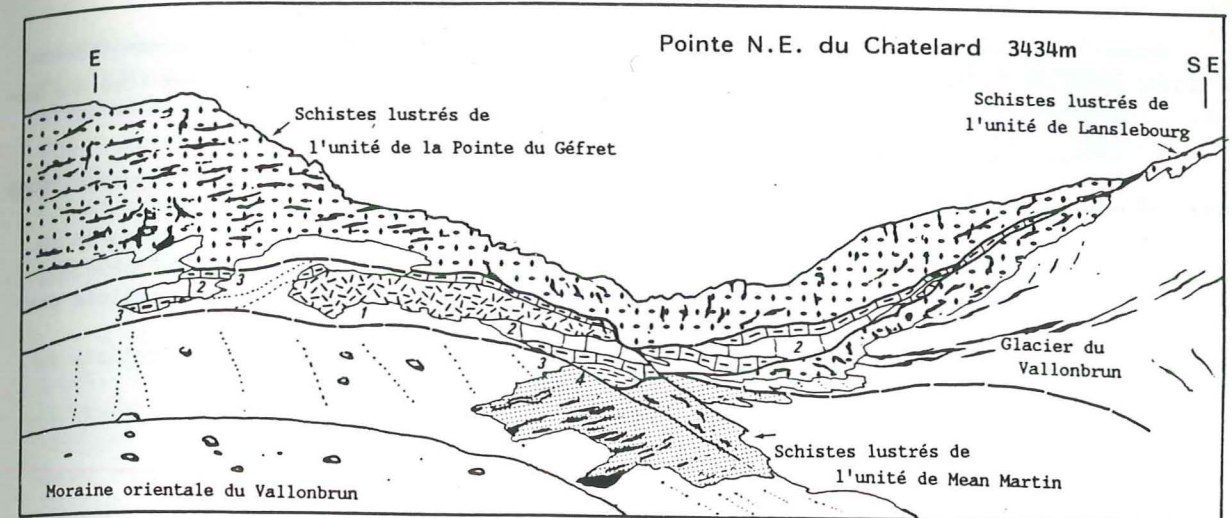 Pointe N.E. du Chatelard 3434m
E
SE
Schistes lustrés de
l'unité de la Pointe du Géfret
Schistes lustrés de
l'unité de Lanslebourg
3
2
3
1
2
3
4
2
Glacier du
Vallonbrun
Schistes lustrés de
l'unité de Mean Martin
Moraine orientale du Vallonbrun